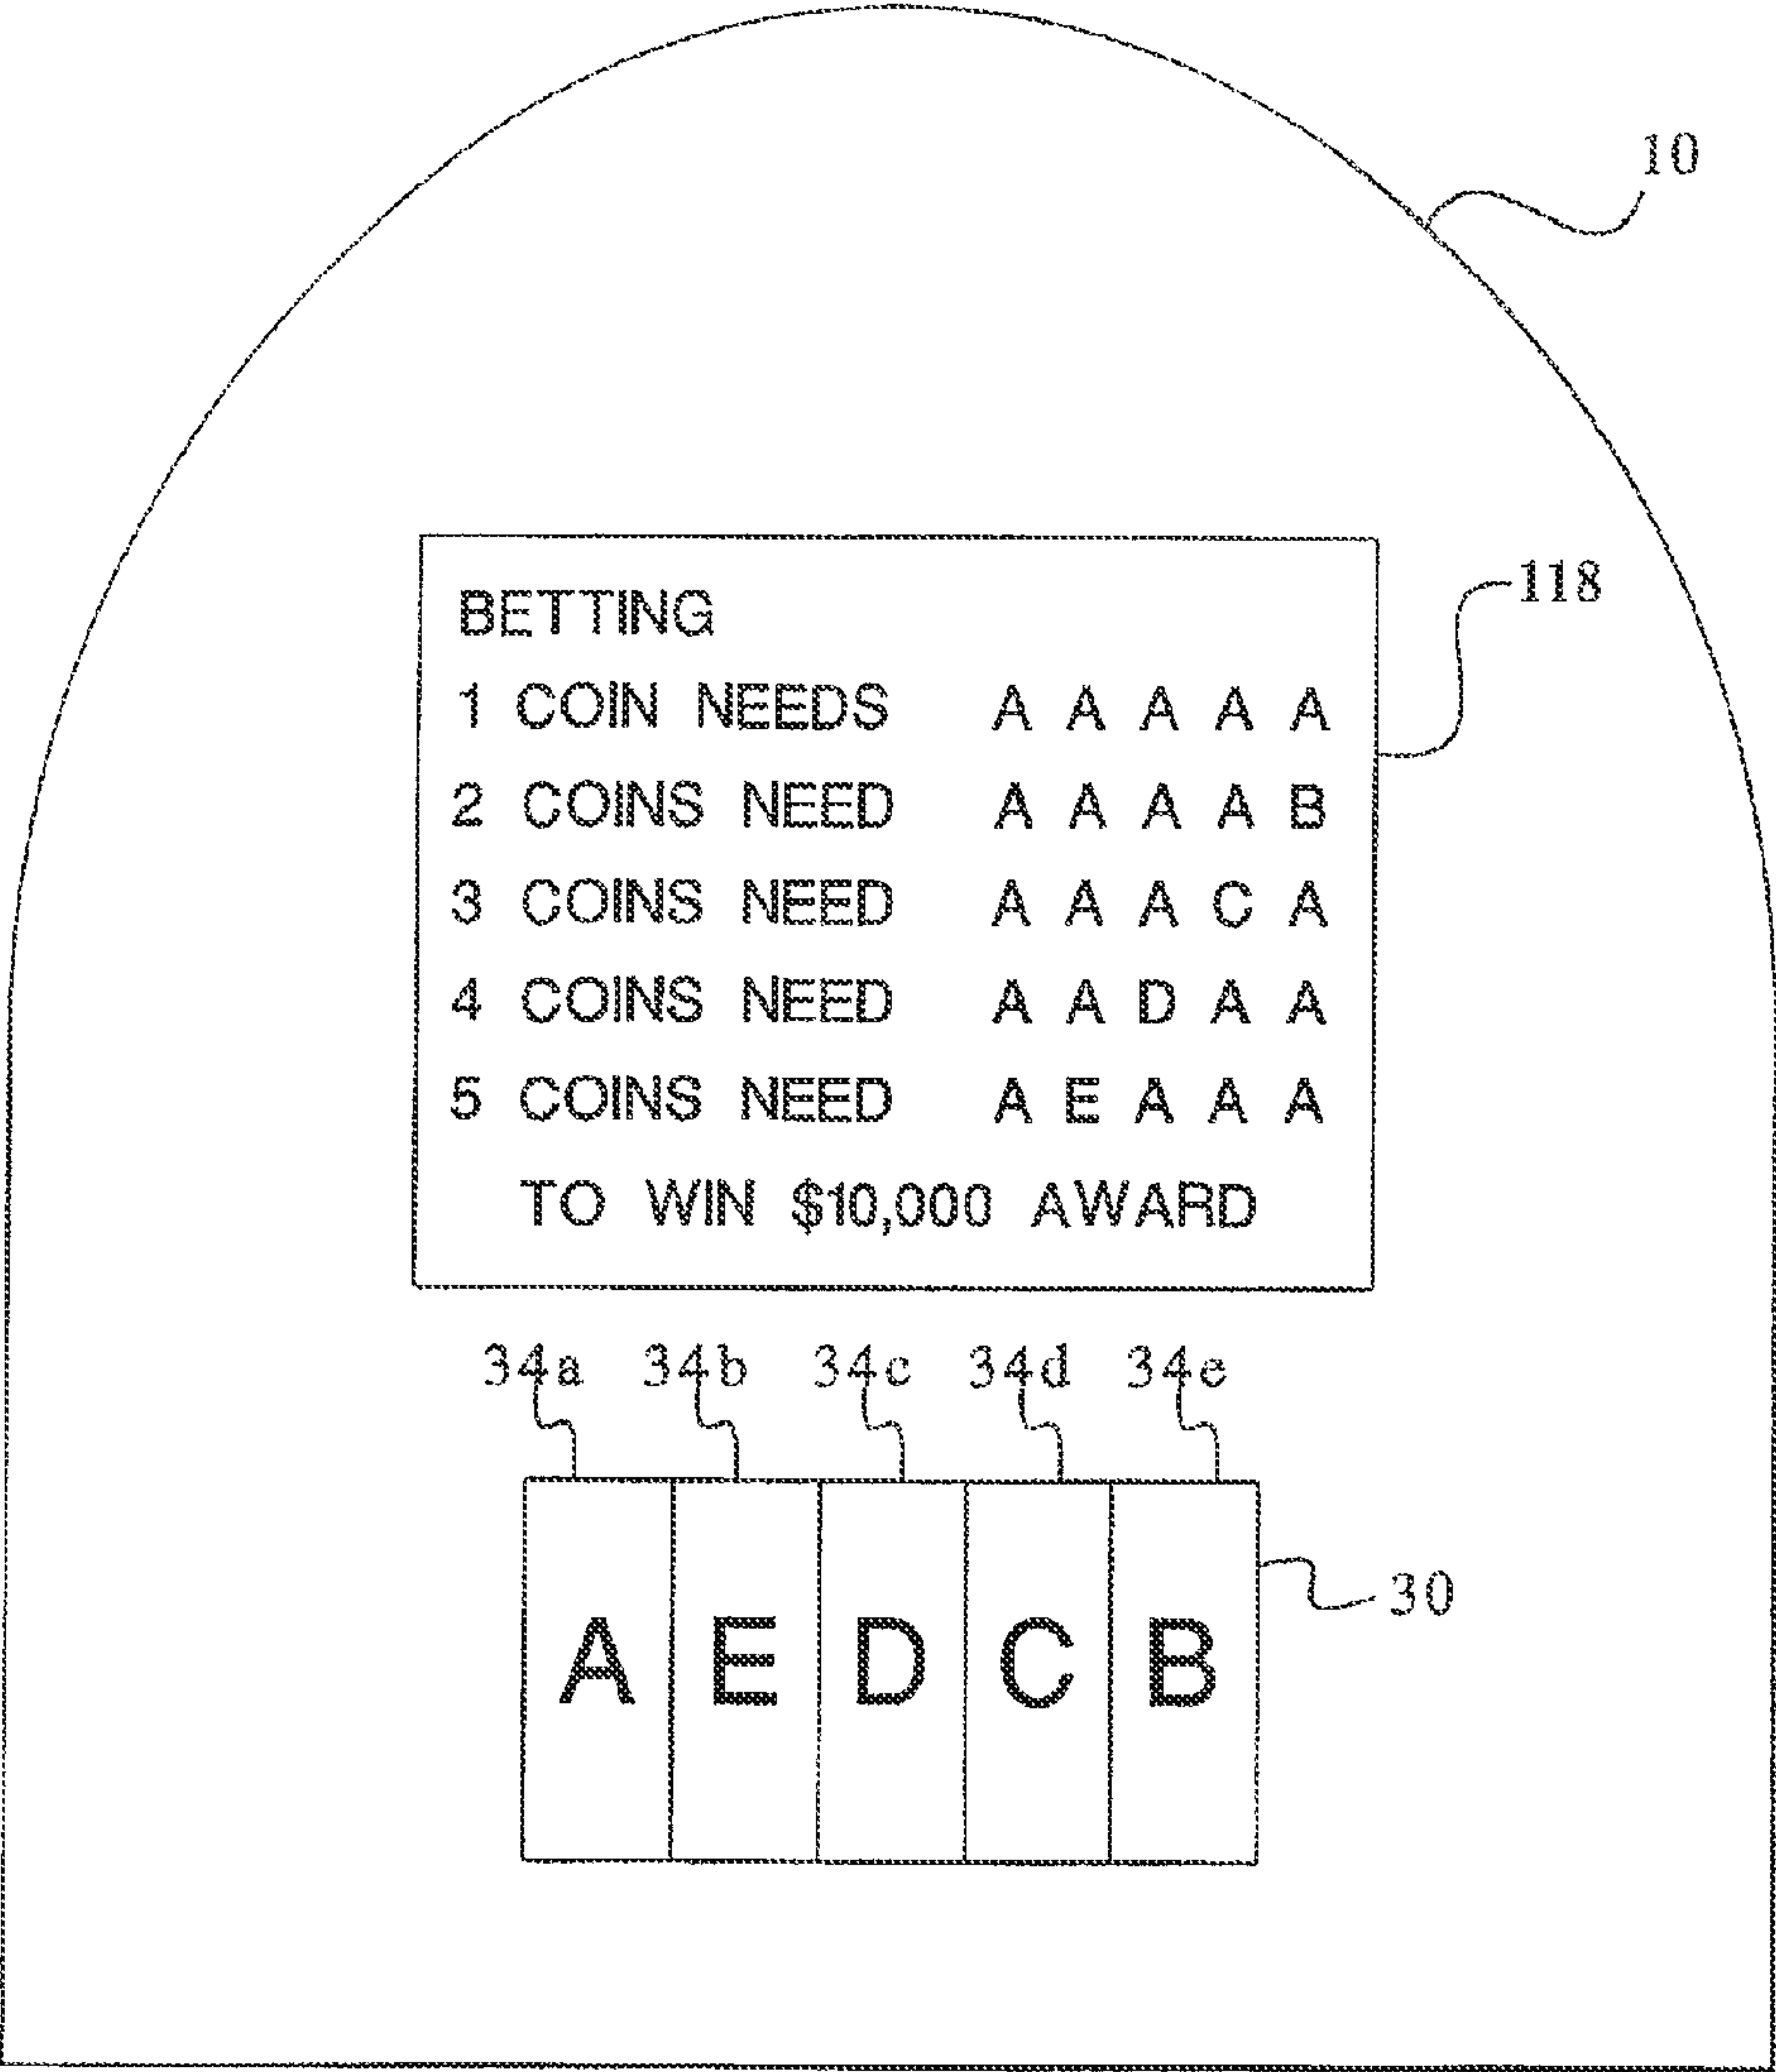 10
118
BETTING
1 COIN NEEDS A A A A A
2 COINS NEED A A A A B
3 COINS NEED A A A C A
4 COINS NEED A A D A A
5 COINS NEED A E A A A
TO WIN $10,000 AWARD
34a 34b 34c 34d 34e
30
A E D C B